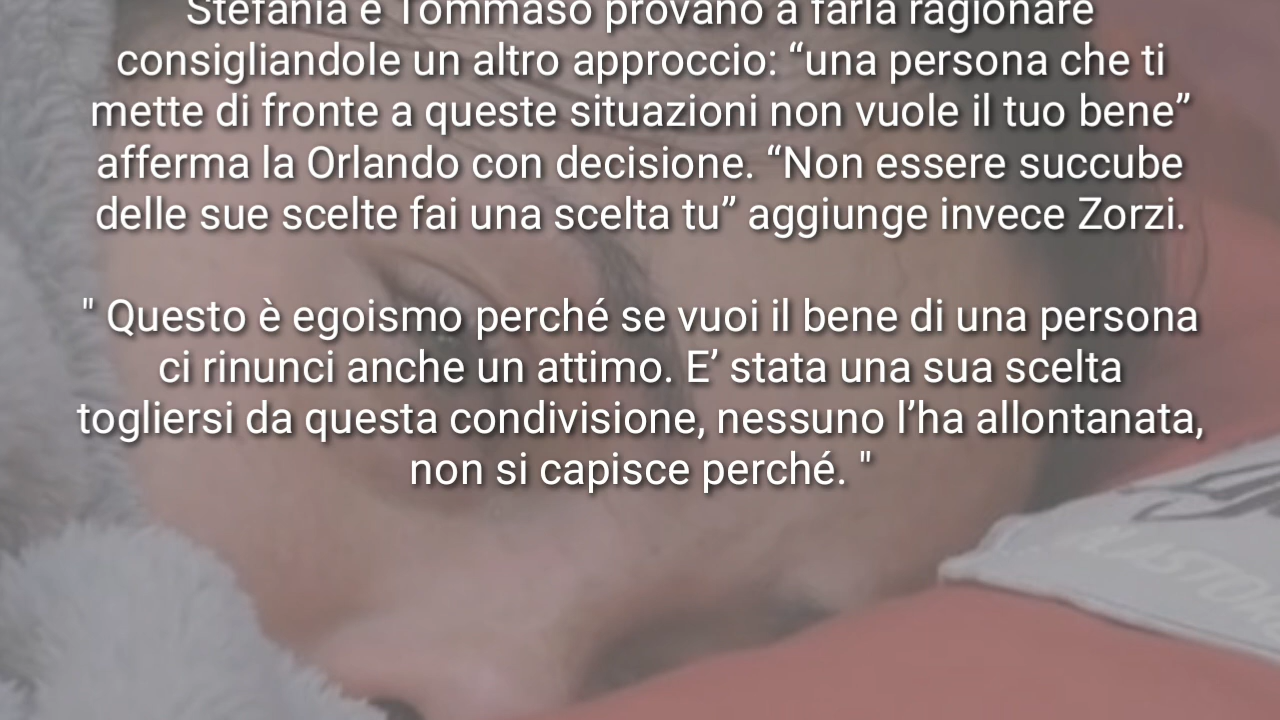 Stefania e Tommaso provano a farla ragionare
consigliandole un altro approccio: “una persona che ti
mette di fronte a queste situazioni non vuole il tuo bene”
afferma la Orlando con decisione. “Non essere succube
delle sue scelte fai una scelta tu” aggiunge invece Zorzi.
" Questo è egoismo perché se vuoi il bene di una persona
ci rinunci anche un attimo. E’ stata una sua scelta
togliersi da questa condivisione, nessuno l’ha allontanata,
non si capisce perché. "